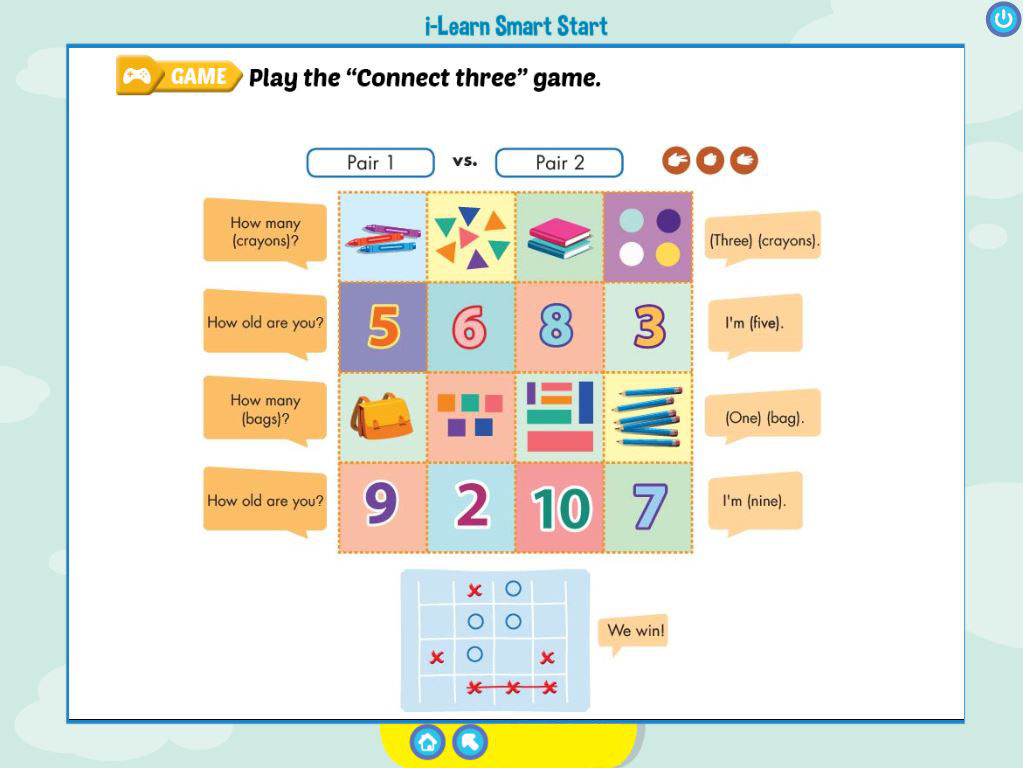 i-Learn Smart Start
GAME Play the “Connect three” game.
Pair 1 vs. Pair 2
How many
(crayons)?
(Three) (crayons).
How old are you?
5 6 8 3
I'm (five).
How many
(bags)?
(One) (bag).
How old are you?
9 2 10 7
I'm (nine).
x O
O O
x O x
x x x
We win!